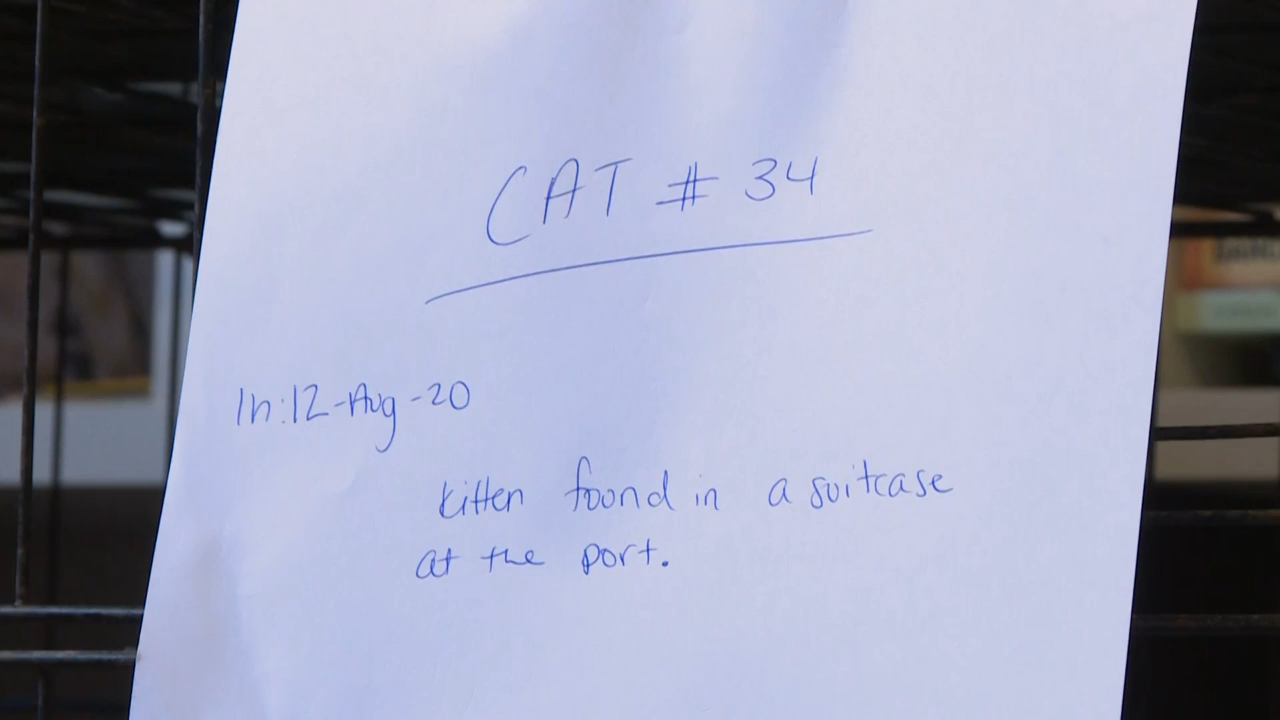 CAT # 34
In: 12-Aug-20
kitten found in a suitcase
at the port.